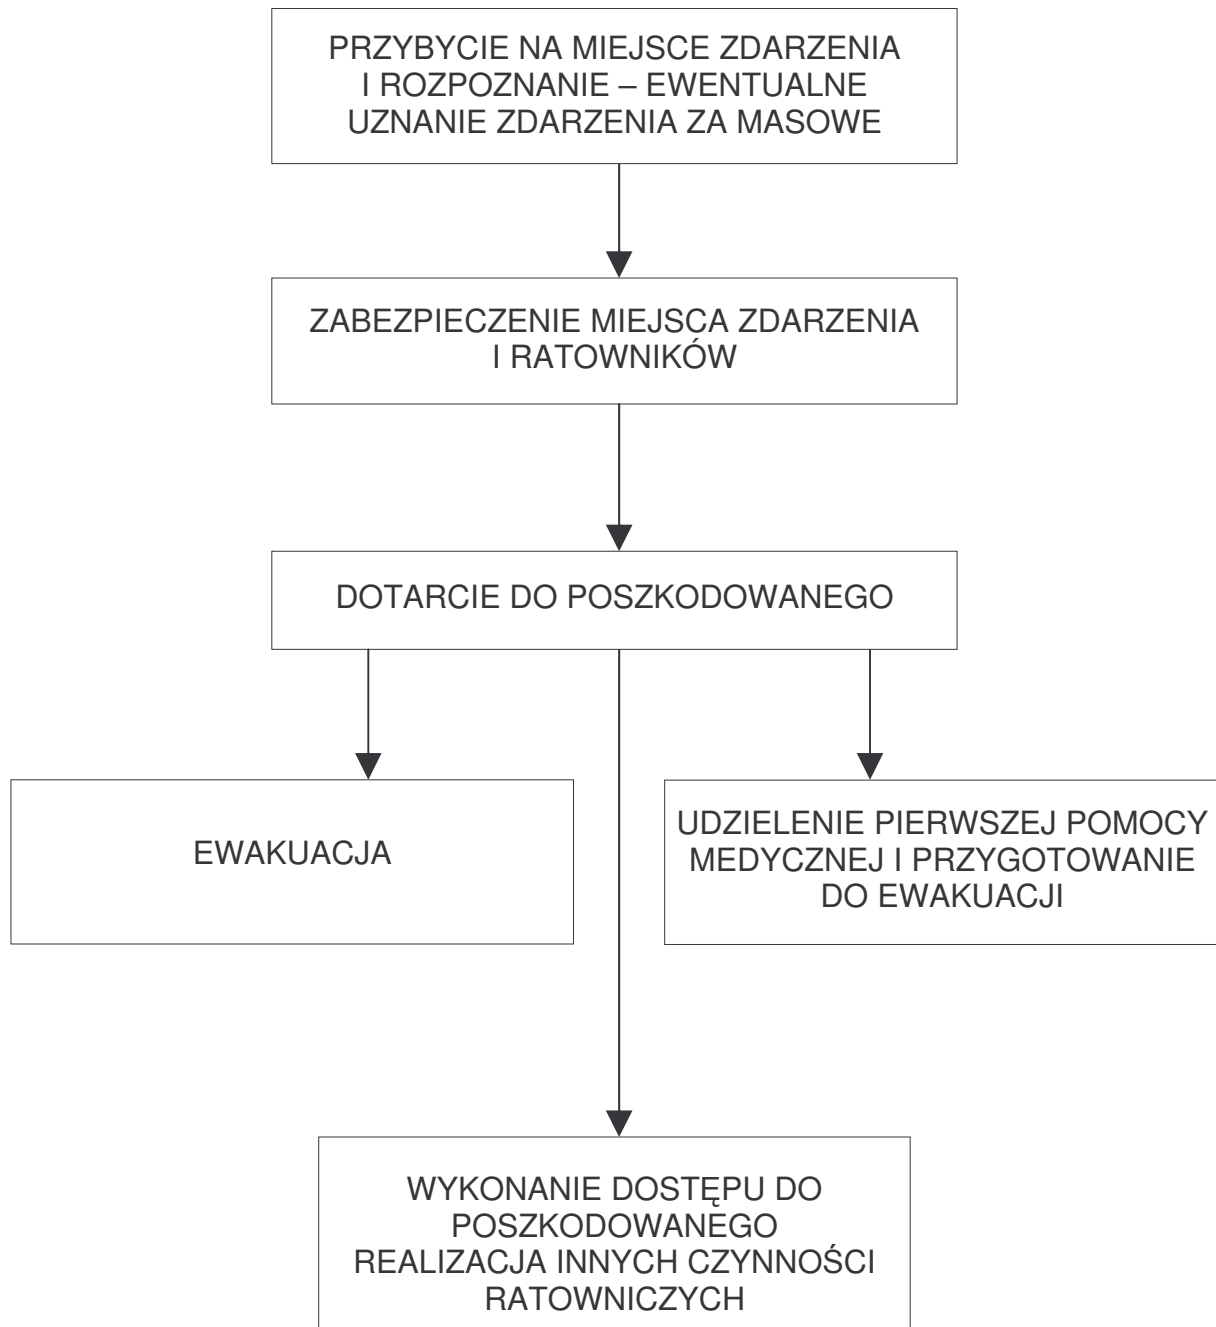 PRZYBYCIE NA MIEJSCE ZDARZENIA
I ROZPOZNANIE – EWENTUALNE
UZNANIE ZDARZENIA ZA MASOWE
ZABEZPIECZENIE MIEJSCA ZDARZENIA
I RATOWNIKÓW
DOTARCIE DO POSZKODOWANEGO
EWAKUACJA
UDZIELENIE PIERWSZEJ POMOCY
MEDYCZNEJ I PRZYGOTOWANIE
DO EWAKUACJI
WYKONANIE DOSTĘPU DO
POSZKODOWANEGO
REALIZACJA INNYCH CZYNNOŚCI
RATOWNICZYCH